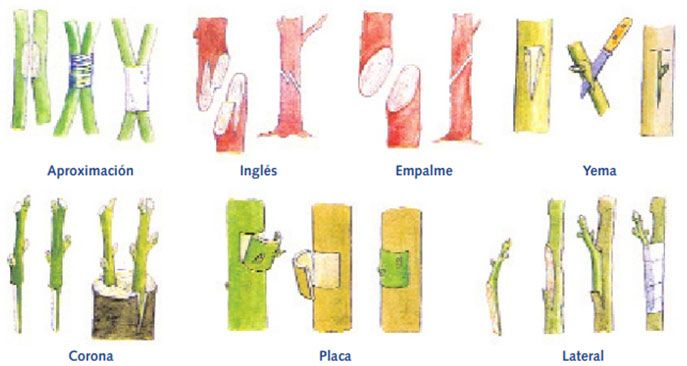 Aproximación
Inglés
Empalme
Yema
Corona
Placa
Lateral